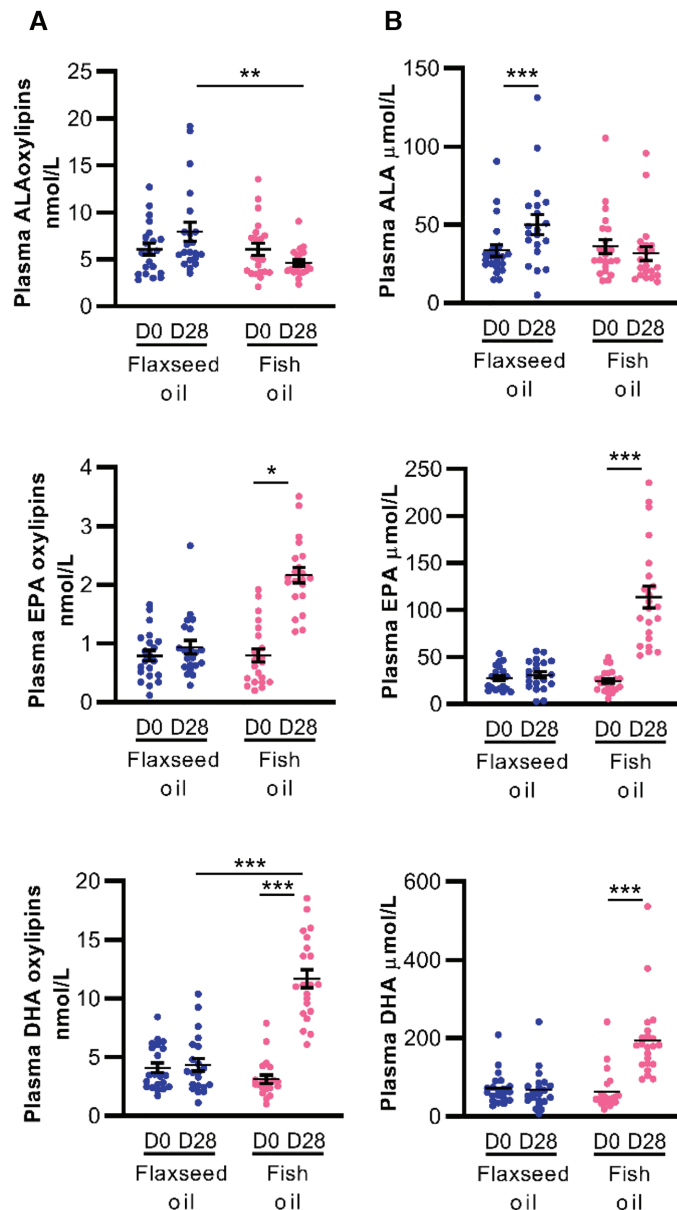 A
B
Plasma ALAoxylipins
nmol/L
25
20
15
10
5
0
**
D0 D28 D0 D28
Flaxseed Fish
oil oil
Plasma ALA μmol/L
150
100
50
0
***
D0 D28 D0 D28
Flaxseed Fish
oil oil
Plasma EPA oxylipins
nmol/L
4
3
2
1
0
*
D0 D28 D0 D28
Flaxseed Fish
oil oil
Plasma EPA μmol/L
250
200
150
100
50
0
***
D0 D28 D0 D28
Flaxseed Fish
oil oil
Plasma DHA oxylipins
nmol/L
20
15
10
5
0
***
***
D0 D28 D0 D28
Flaxseed Fish
oil oil
Plasma DHA μmol/L
600
400
200
0
***
D0 D28 D0 D28
Flaxseed Fish
oil oil